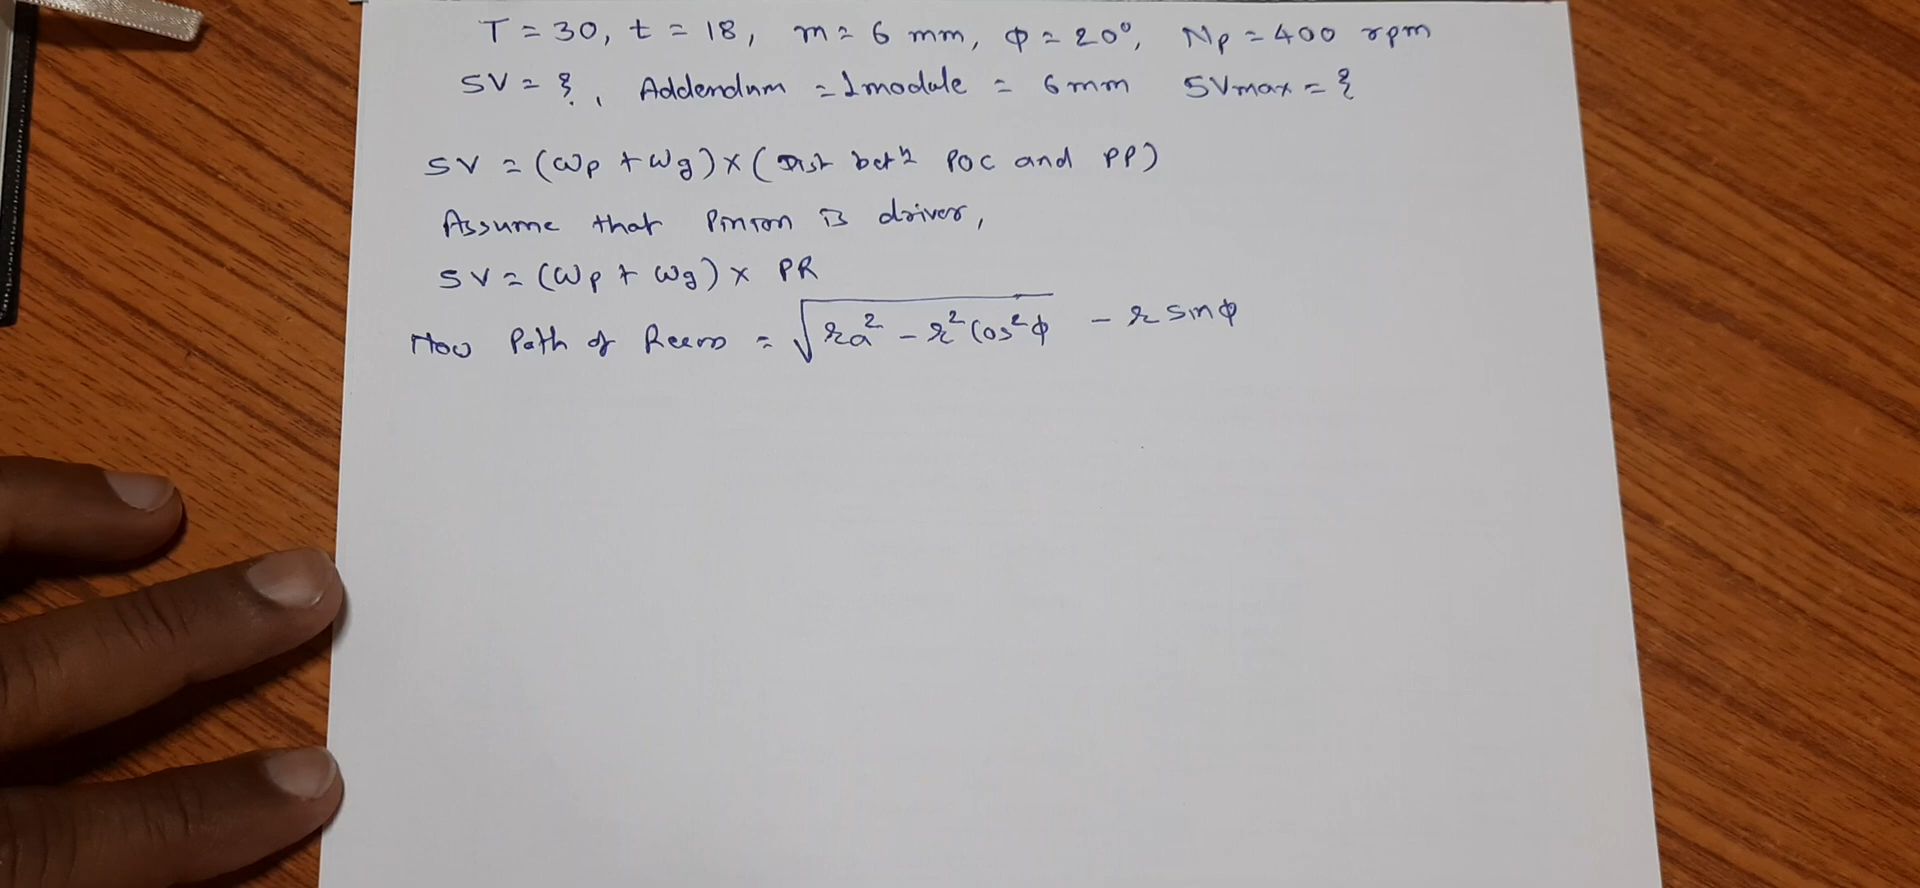 T = 30, t = 18, m = 6 mm, φ = 20°, Np = 400 rpm
SV = ?, Addendum = 1 module = 6 mm SVmax = ?
SV = (ωp + ωg) × (Dist betn POC and PP)
Assume that Pinion is driver,
SV = (ωp + ωg) × PR
Now Path of Recess = √(ra² - r² Cos² φ) - r sin φ